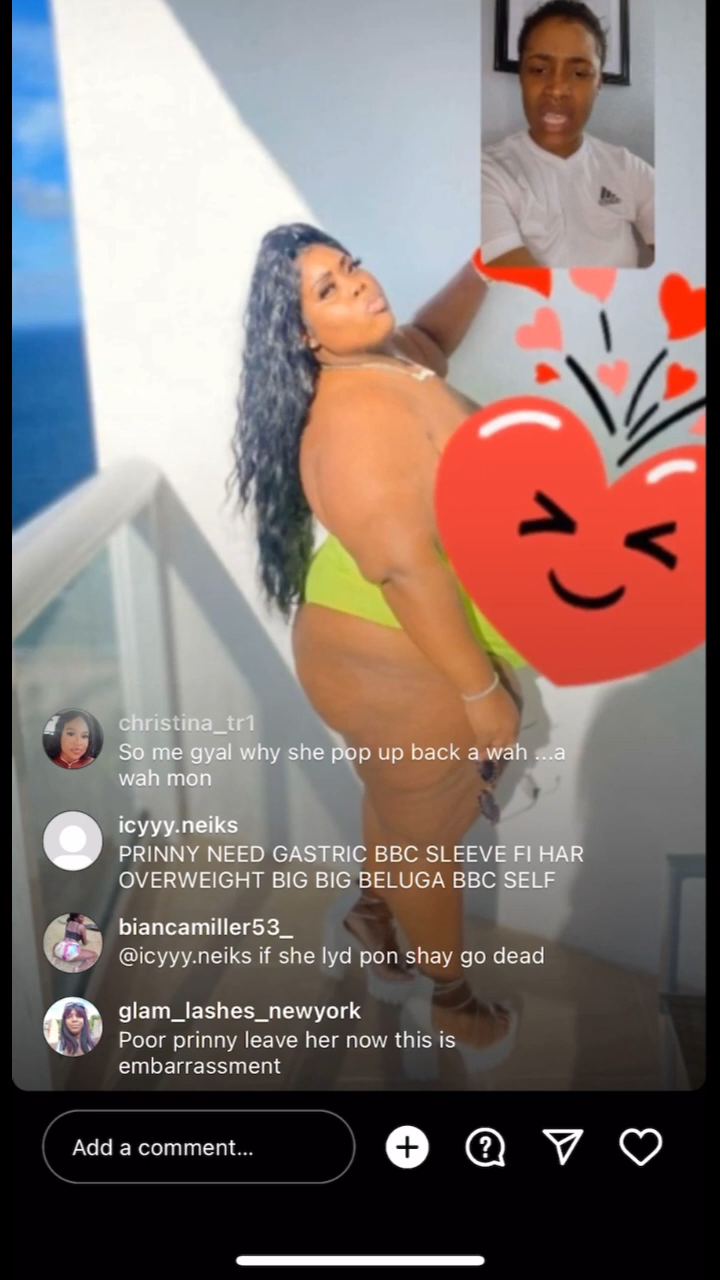 christina_tr1
So me gyal why she pop up back a wah ...a
wah mon
icyyy.neiks
PRINNY NEED GASTRIC BBC SLEEVE FI HAR
OVERWEIGHT BIG BIG BELUGA BBC SELF
biancamiller53_
@icyyy.neiks if she lyd pon shay go dead
glam_lashes_newyork
Poor prinny leave her now this is
embarrassment
Add a comment...